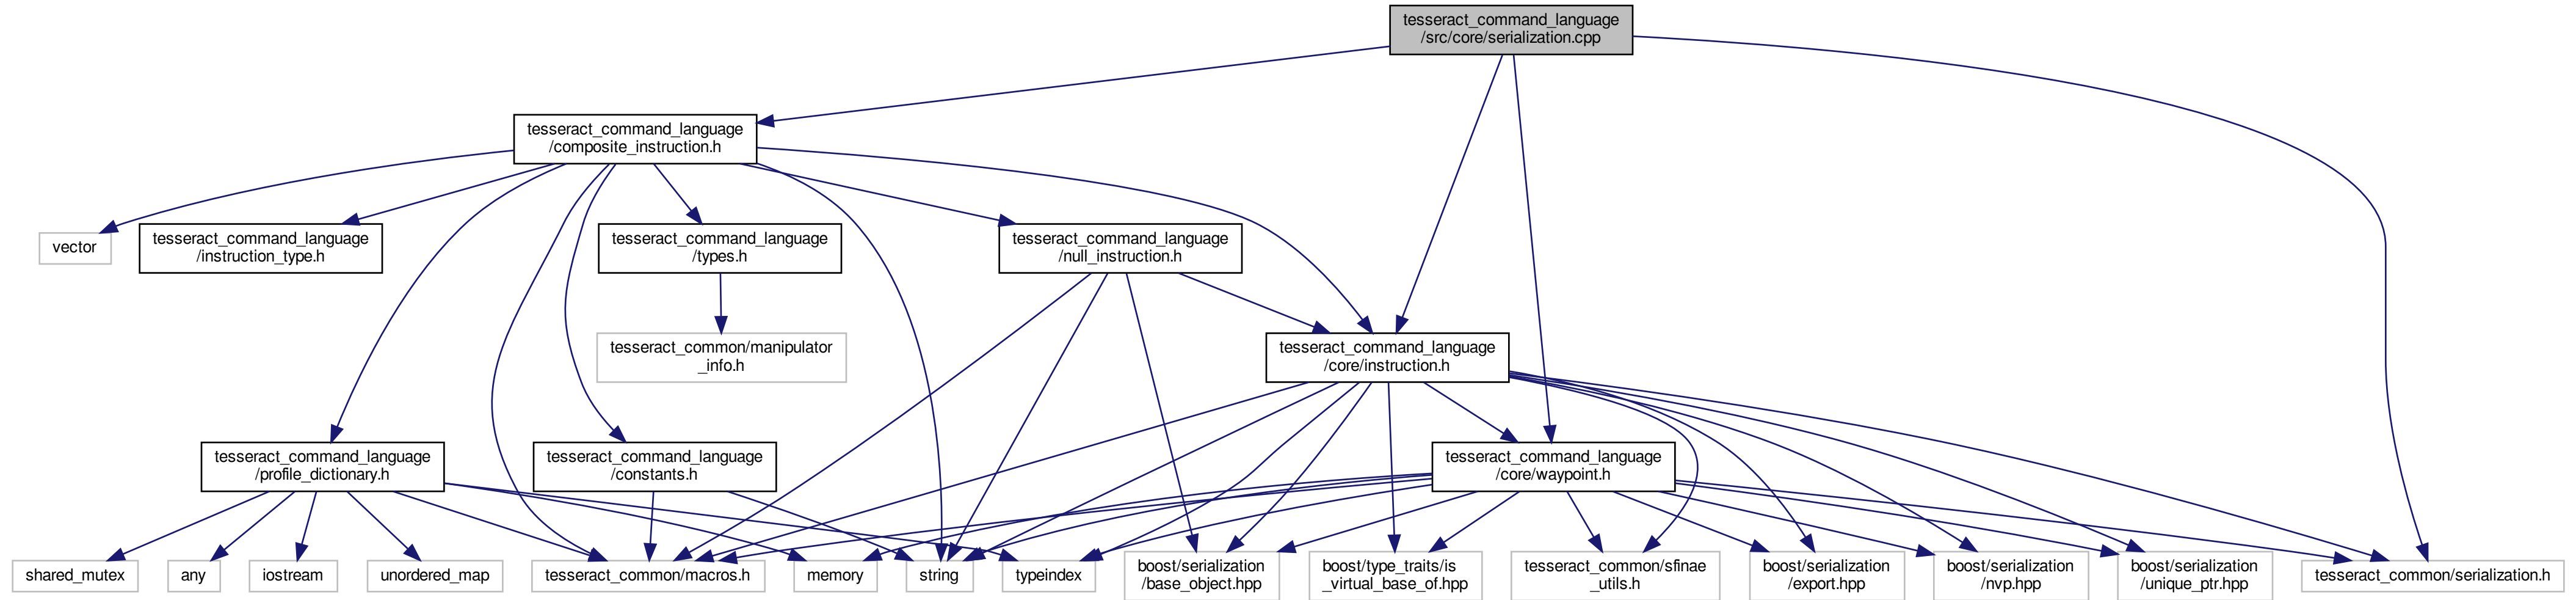 tesseract_command_language
/src/core/serialization.cpp
tesseract_command_language
/composite_instruction.h
vector
tesseract_command_language
/instruction_type.h
tesseract_command_language
/types.h
tesseract_command_language
/null_instruction.h
tesseract_common/manipulator
_info.h
tesseract_command_language
/core/instruction.h
tesseract_command_language
/profile_dictionary.h
tesseract_command_language
/constants.h
tesseract_command_language
/core/waypoint.h
shared_mutex
any
iostream
unordered_map
tesseract_common/macros.h
memory
string
typeindex
boost/serialization
/base_object.hpp
boost/type_traits/is
_virtual_base_of.hpp
tesseract_common/sfinae
_utils.h
boost/serialization
/export.hpp
boost/serialization
/nvp.hpp
boost/serialization
/unique_ptr.hpp
tesseract_common/serialization.h